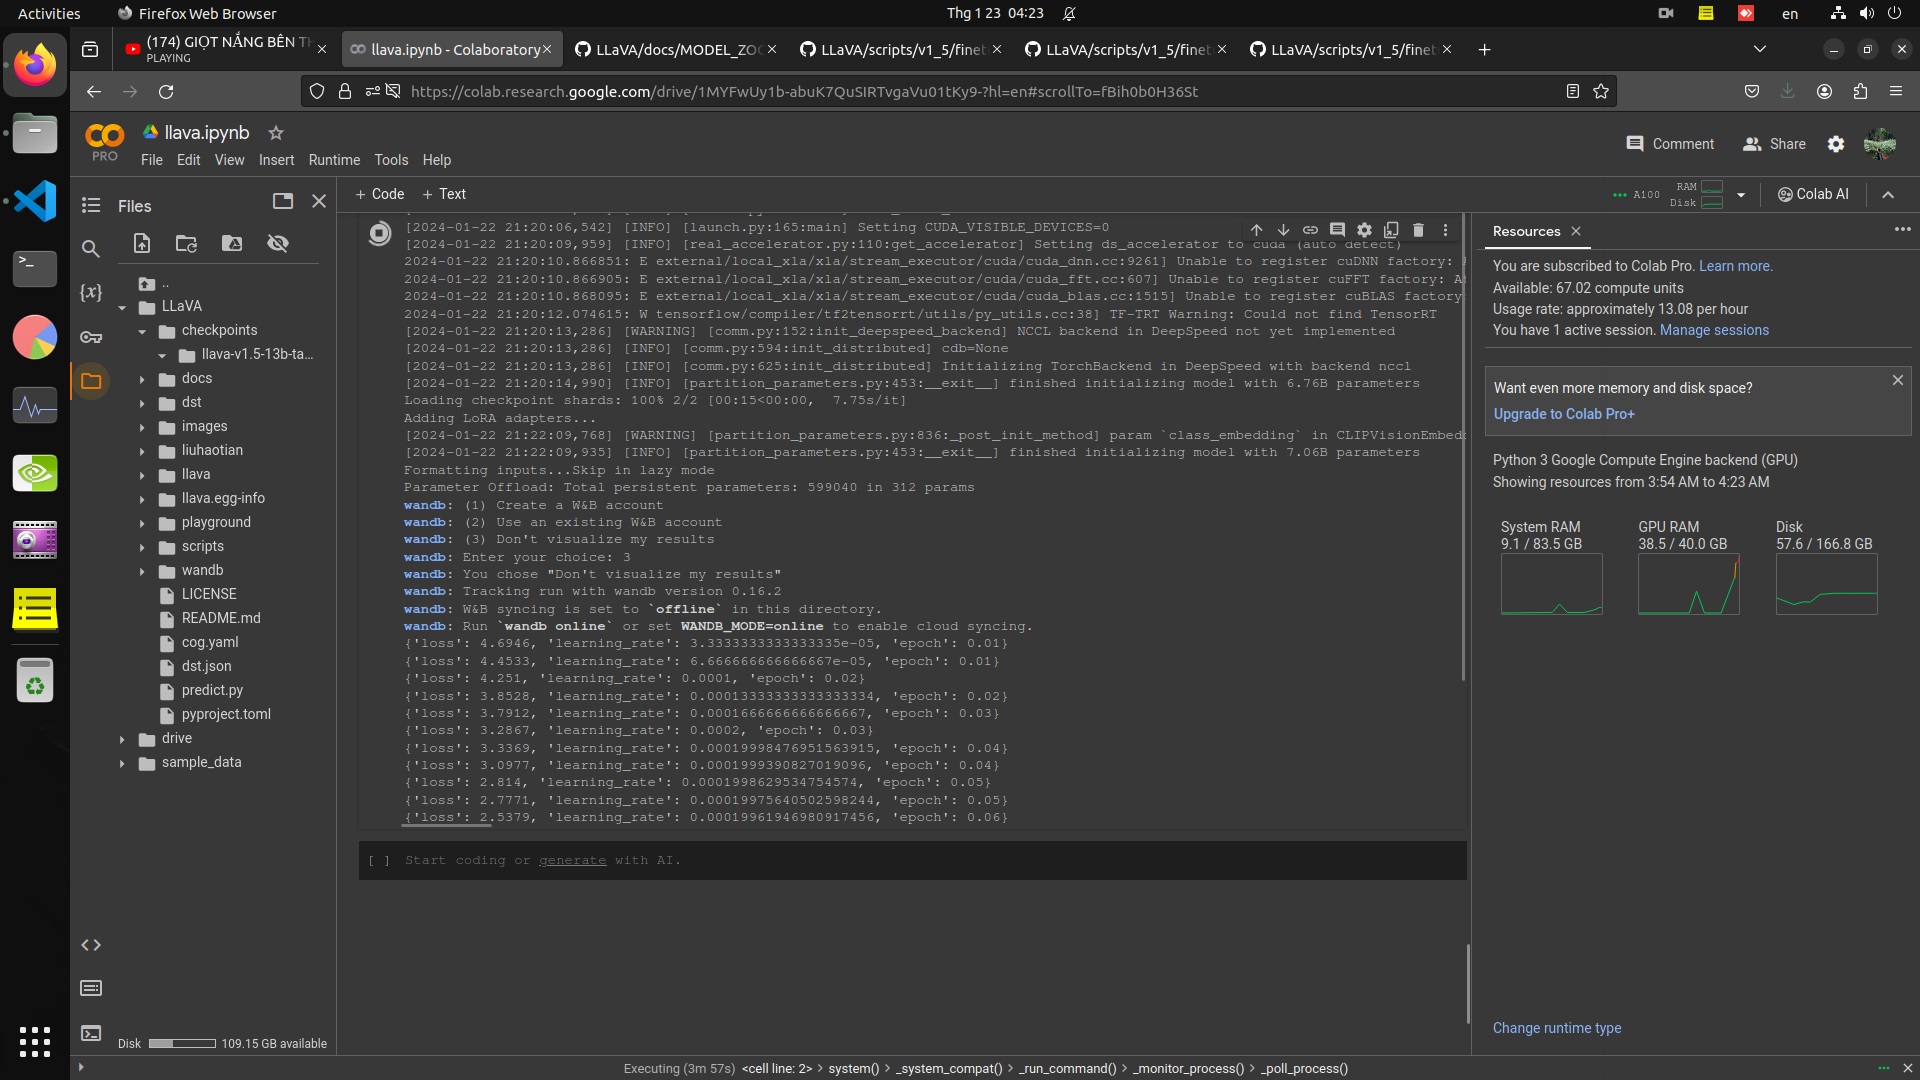 Activities
Firefox Web Browser
Thg 1 23 04:23
en
(174) GIỌT NẮNG BÊN TH
PLAYING
llava.ipynb - Colaboratory
LLaVA/docs/MODEL_ZOO
LLaVA/scripts/v1_5/finet
LLaVA/scripts/v1_5/finet
LLaVA/scripts/v1_5/finet
https://colab.research.google.com/drive/1MYFwUy1b-abuK7QuSIRTvgaVu01tKy9-?hl=en#scrollTo=fBih0b0H36St
PRO
llava.ipynb
File Edit View Insert Runtime Tools Help
Comment
Share
Files
+ Code + Text
A100
RAM
Disk
Colab AI
..
LLaVA
checkpoints
llava-v1.5-13b-ta...
docs
dst
images
liuhaotian
llava
llava.egg-info
playground
scripts
wandb
LICENSE
README.md
cog.yaml
dst.json
predict.py
pyproject.toml
drive
sample_data
Disk
109.15 GB available
[2024-01-22 21:20:06,542] [INFO] [launch.py:165:main] Setting CUDA_VISIBLE_DEVICES=0
[2024-01-22 21:20:09,959] [INFO] [real_accelerator.py:110:get_accelerator] Setting ds_accelerator to cuda (auto detect)
2024-01-22 21:20:10.866851: E external/local_xla/xla/stream_executor/cuda/cuda_dnn.cc:9261] Unable to register cuDNN factory:
2024-01-22 21:20:10.866905: E external/local_xla/xla/stream_executor/cuda/cuda_fft.cc:607] Unable to register cuFFT factory: A
2024-01-22 21:20:10.868095: E external/local_xla/xla/stream_executor/cuda/cuda_blas.cc:1515] Unable to register cuBLAS factory
2024-01-22 21:20:12.074615: W tensorflow/compiler/tf2tensorrt/utils/py_utils.cc:38] TF-TRT Warning: Could not find TensorRT
[2024-01-22 21:20:13,286] [WARNING] [comm.py:152:init_deepspeed_backend] NCCL backend in DeepSpeed not yet implemented
[2024-01-22 21:20:13,286] [INFO] [comm.py:594:init_distributed] cdb=None
[2024-01-22 21:20:13,286] [INFO] [comm.py:625:init_distributed] Initializing TorchBackend in DeepSpeed with backend nccl
[2024-01-22 21:20:14,990] [INFO] [partition_parameters.py:453:__exit__] finished initializing model with 6.76B parameters
Loading checkpoint shards: 100% 2/2 [00:15<00:00, 7.75s/it]
Adding LoRA adapters...
[2024-01-22 21:22:09,768] [WARNING] [partition_parameters.py:836:_post_init_method] param `class_embedding` in CLIPVisionEmbed
[2024-01-22 21:22:09,935] [INFO] [partition_parameters.py:453:__exit__] finished initializing model with 7.06B parameters
Formatting inputs...Skip in lazy mode
Parameter Offload: Total persistent parameters: 599040 in 312 params
wandb: (1) Create a W&B account
wandb: (2) Use an existing W&B account
wandb: (3) Don't visualize my results
wandb: Enter your choice: 3
wandb: You chose "Don't visualize my results"
wandb: Tracking run with wandb version 0.16.2
wandb: W&B syncing is set to `offline` in this directory.
wandb: Run `wandb online` or set WANDB_MODE=online to enable cloud syncing.
{'loss': 4.6946, 'learning_rate': 3.3333333333333335e-05, 'epoch': 0.01}
{'loss': 4.4533, 'learning_rate': 6.666666666666667e-05, 'epoch': 0.01}
{'loss': 4.251, 'learning_rate': 0.0001, 'epoch': 0.02}
{'loss': 3.8528, 'learning_rate': 0.00013333333333333334, 'epoch': 0.02}
{'loss': 3.7912, 'learning_rate': 0.0001666666666666667, 'epoch': 0.03}
{'loss': 3.2867, 'learning_rate': 0.0002, 'epoch': 0.03}
{'loss': 3.3369, 'learning_rate': 0.00019998476951563915, 'epoch': 0.04}
{'loss': 3.0977, 'learning_rate': 0.0001999390827019096, 'epoch': 0.04}
{'loss': 2.814, 'learning_rate': 0.00019986295347545​74, 'epoch': 0.05}
{'loss': 2.7771, 'learning_rate': 0.00019975640502598244, 'epoch': 0.05}
{'loss': 2.5379, 'learning_rate': 0.00019961946980917456, 'epoch': 0.06}
[ ] Start coding or generate with AI.
Resources
You are subscribed to Colab Pro. Learn more.
Available: 67.02 compute units
Usage rate: approximately 13.08 per hour
You have 1 active session. Manage sessions
Want even more memory and disk space?
Upgrade to Colab Pro+
Python 3 Google Compute Engine backend (GPU)
Showing resources from 3:54 AM to 4:23 AM
System RAM
9.1 / 83.5 GB
GPU RAM
38.5 / 40.0 GB
Disk
57.6 / 166.8 GB
Change runtime type
Executing (3m 57s) <cell line: 2> > system() > _system_compat() > _run_command() > _monitor_process() > _poll_process()